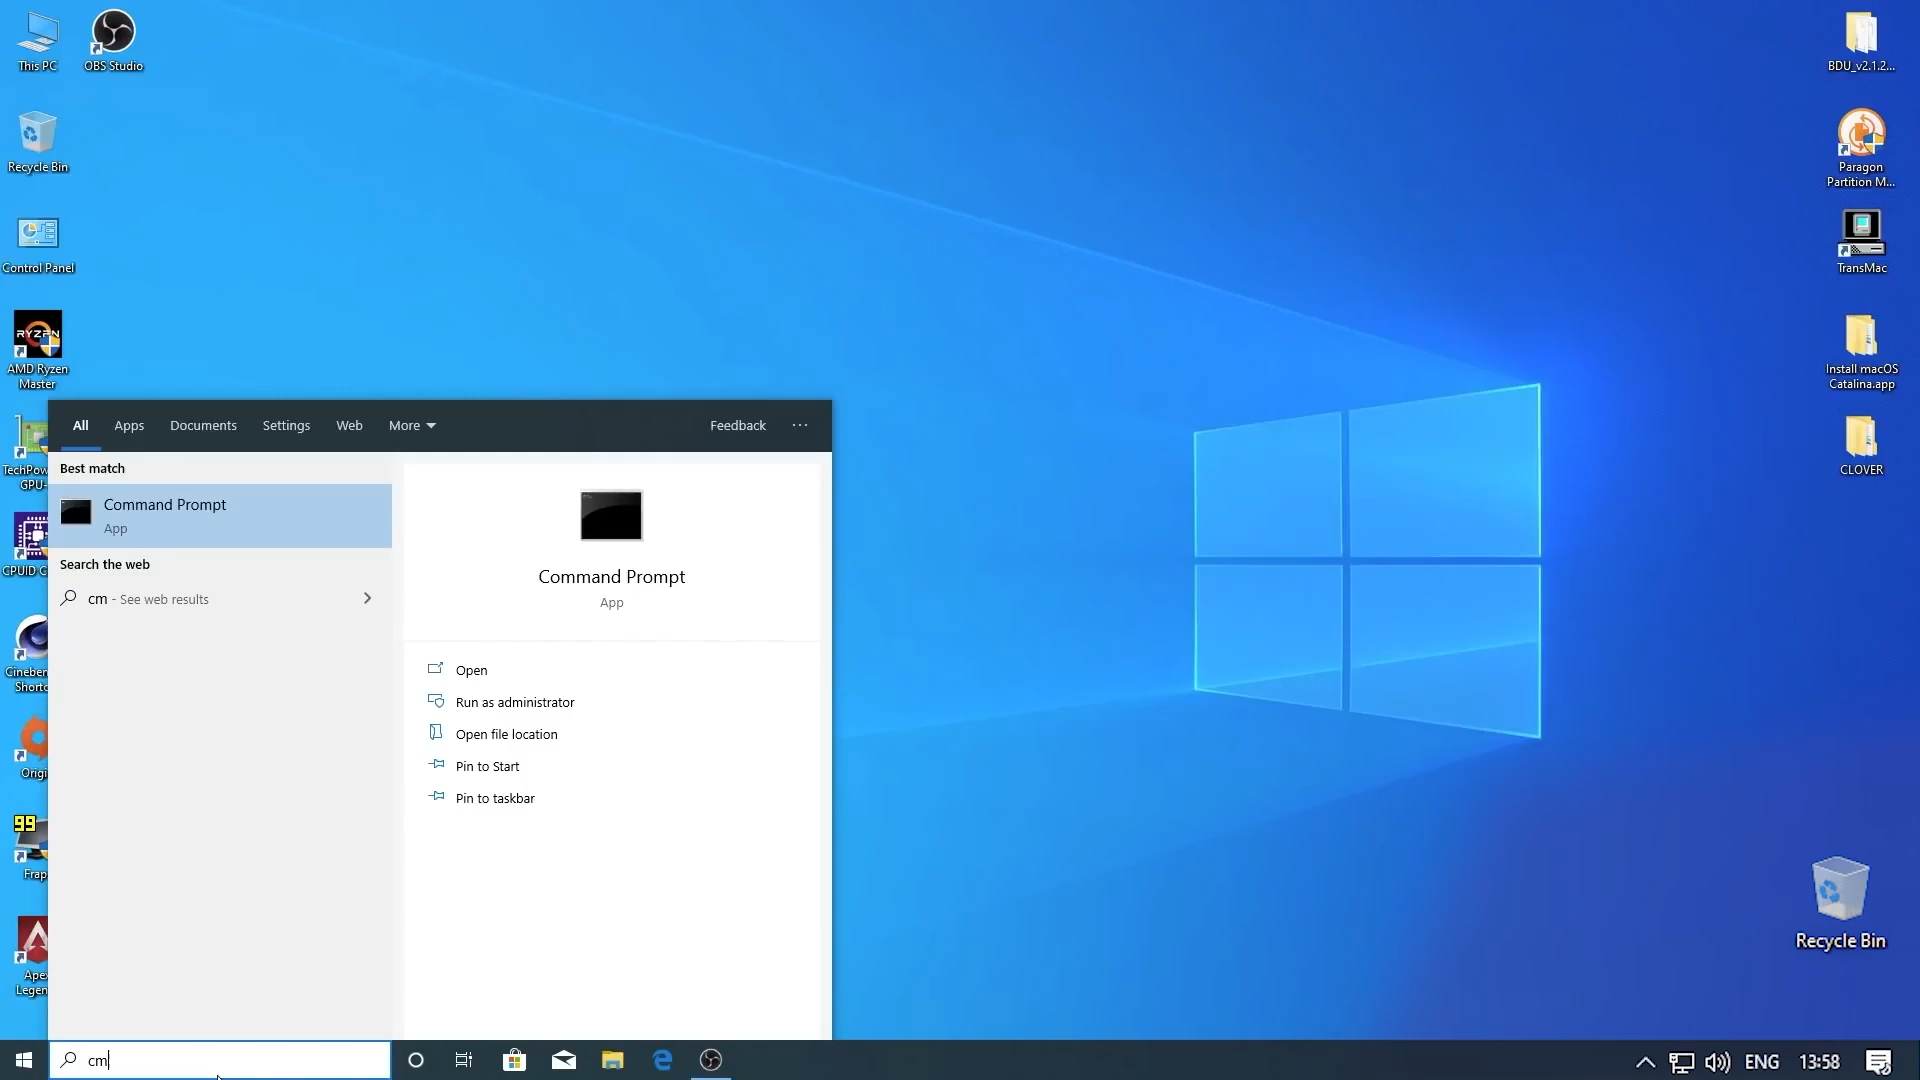 This PC
OBS Studio
Recycle Bin
Control Panel
RYZEN
AMD Ryzen
Master
TechPow
GPU-
CPUID C
Cineben
Shortc
Origi
99
Frap
Apex
Legen
BDU_v2.1.2...
Paragon
Partition M...
TransMac
Install macOS
Catalina.app
CLOVER
Recycle Bin
All
Apps
Documents
Settings
Web
More
Feedback
...
Best match
Command Prompt
App
Search the web
cm - See web results
Command Prompt
App
Open
Run as administrator
Open file location
Pin to Start
Pin to taskbar
cm
ENG
13:58